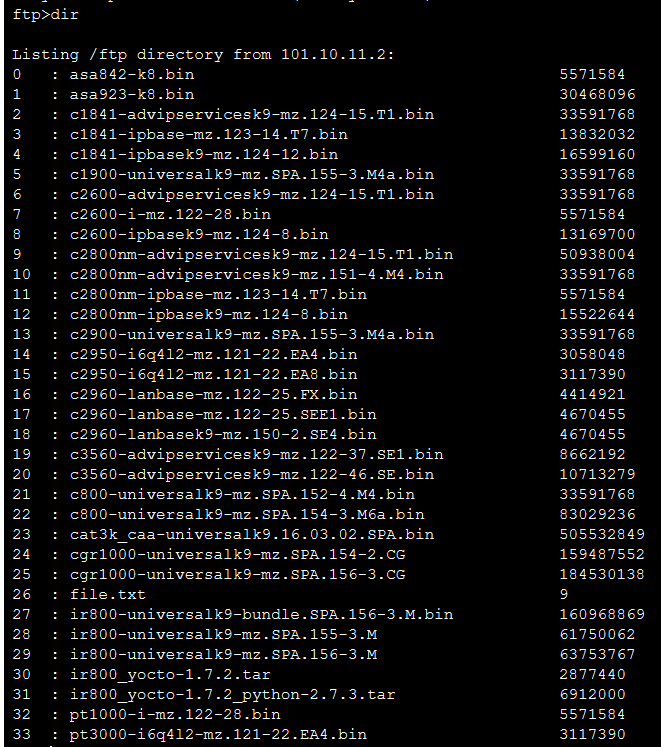 ftp>dir
Listing /ftp directory from 101.10.11.2:
0 : asa842-k8.bin 5571584
1 : asa923-k8.bin 30468096
2 : c1841-advipservicesk9-mz.124-15.T1.bin 33591768
3 : c1841-ipbase-mz.123-14.T7.bin 13832032
4 : c1841-ipbasek9-mz.124-12.bin 16599160
5 : c1900-universalk9-mz.SPA.155-3.M4a.bin 33591768
6 : c2600-advipservicesk9-mz.124-15.T1.bin 33591768
7 : c2600-i-mz.122-28.bin 5571584
8 : c2600-ipbasek9-mz.124-8.bin 13169700
9 : c2800nm-advipservicesk9-mz.124-15.T1.bin 50938004
10 : c2800nm-advipservicesk9-mz.151-4.M4.bin 33591768
11 : c2800nm-ipbase-mz.123-14.T7.bin 5571584
12 : c2800nm-ipbasek9-mz.124-8.bin 15522644
13 : c2900-universalk9-mz.SPA.155-3.M4a.bin 33591768
14 : c2950-i6q4l2-mz.121-22.EA4.bin 3058048
15 : c2950-i6q4l2-mz.121-22.EA8.bin 3117390
16 : c2960-lanbase-mz.122-25.FX.bin 4414921
17 : c2960-lanbase-mz.122-25.SEE1.bin 4670455
18 : c2960-lanbasek9-mz.150-2.SE4.bin 4670455
19 : c3560-advipservicesk9-mz.122-37.SE1.bin 8662192
20 : c3560-advipservicesk9-mz.122-46.SE.bin 10713279
21 : c800-universalk9-mz.SPA.152-4.M4.bin 33591768
22 : c800-universalk9-mz.SPA.154-3.M6a.bin 83029236
23 : cat3k_caa-universalk9.16.03.02.SPA.bin 505532849
24 : cgr1000-universalk9-mz.SPA.154-2.CG 159487552
25 : cgr1000-universalk9-mz.SPA.156-3.CG 184530138
26 : file.txt 9
27 : ir800-universalk9-bundle.SPA.156-3.M.bin 160968869
28 : ir800-universalk9-mz.SPA.155-3.M 61750062
29 : ir800-universalk9-mz.SPA.156-3.M 63753767
30 : ir800_yocto-1.7.2.tar 2877440
31 : ir800_yocto-1.7.2_python-2.7.3.tar 6912000
32 : pt1000-i-mz.122-28.bin 5571584
33 : pt3000-i6q4l2-mz.121-22.EA4.bin 3117390